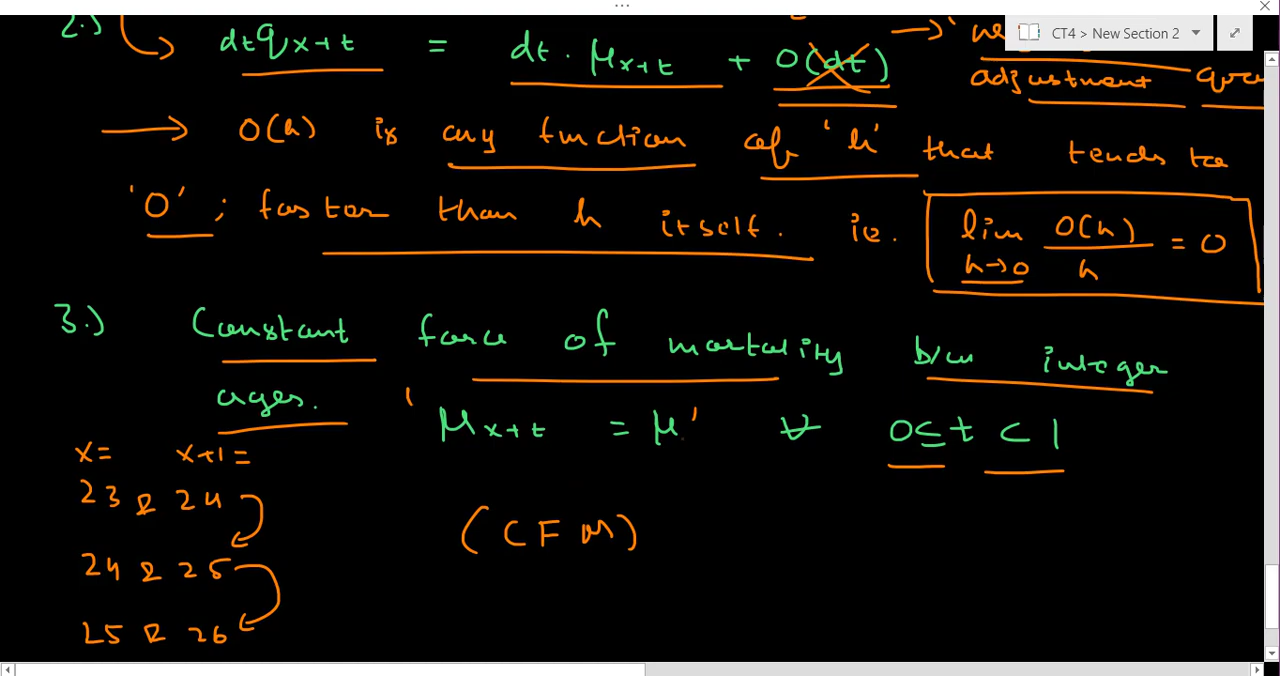 CT4 > New Section 2
2.) dtqx+t = dt . μx+t + O(dt) → '
adjustment
→ O(h) is any function of 'h' that tends to
'0' ; faster than h itself. ie. lim h→0 O(h)/h = 0
3.) Constant force of mortality b/w integer
ages. 'μx+t = μ' ∀ 0≤t<1
x= x+1=
23 & 24
(CFM)
24 & 25
25 & 26